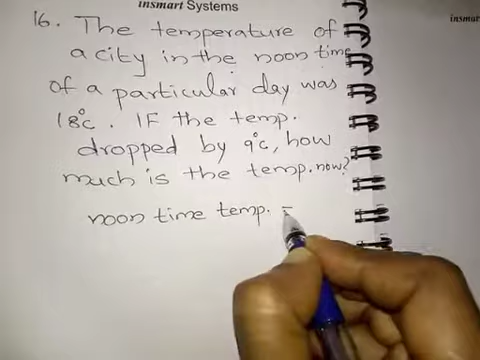 insmart Systems
insmart
16. The temperature of
a city in the noon time
of a particular day was
18°c. IF the temp.
dropped by 9°c, how
much is the temp. now?
noon time temp. =